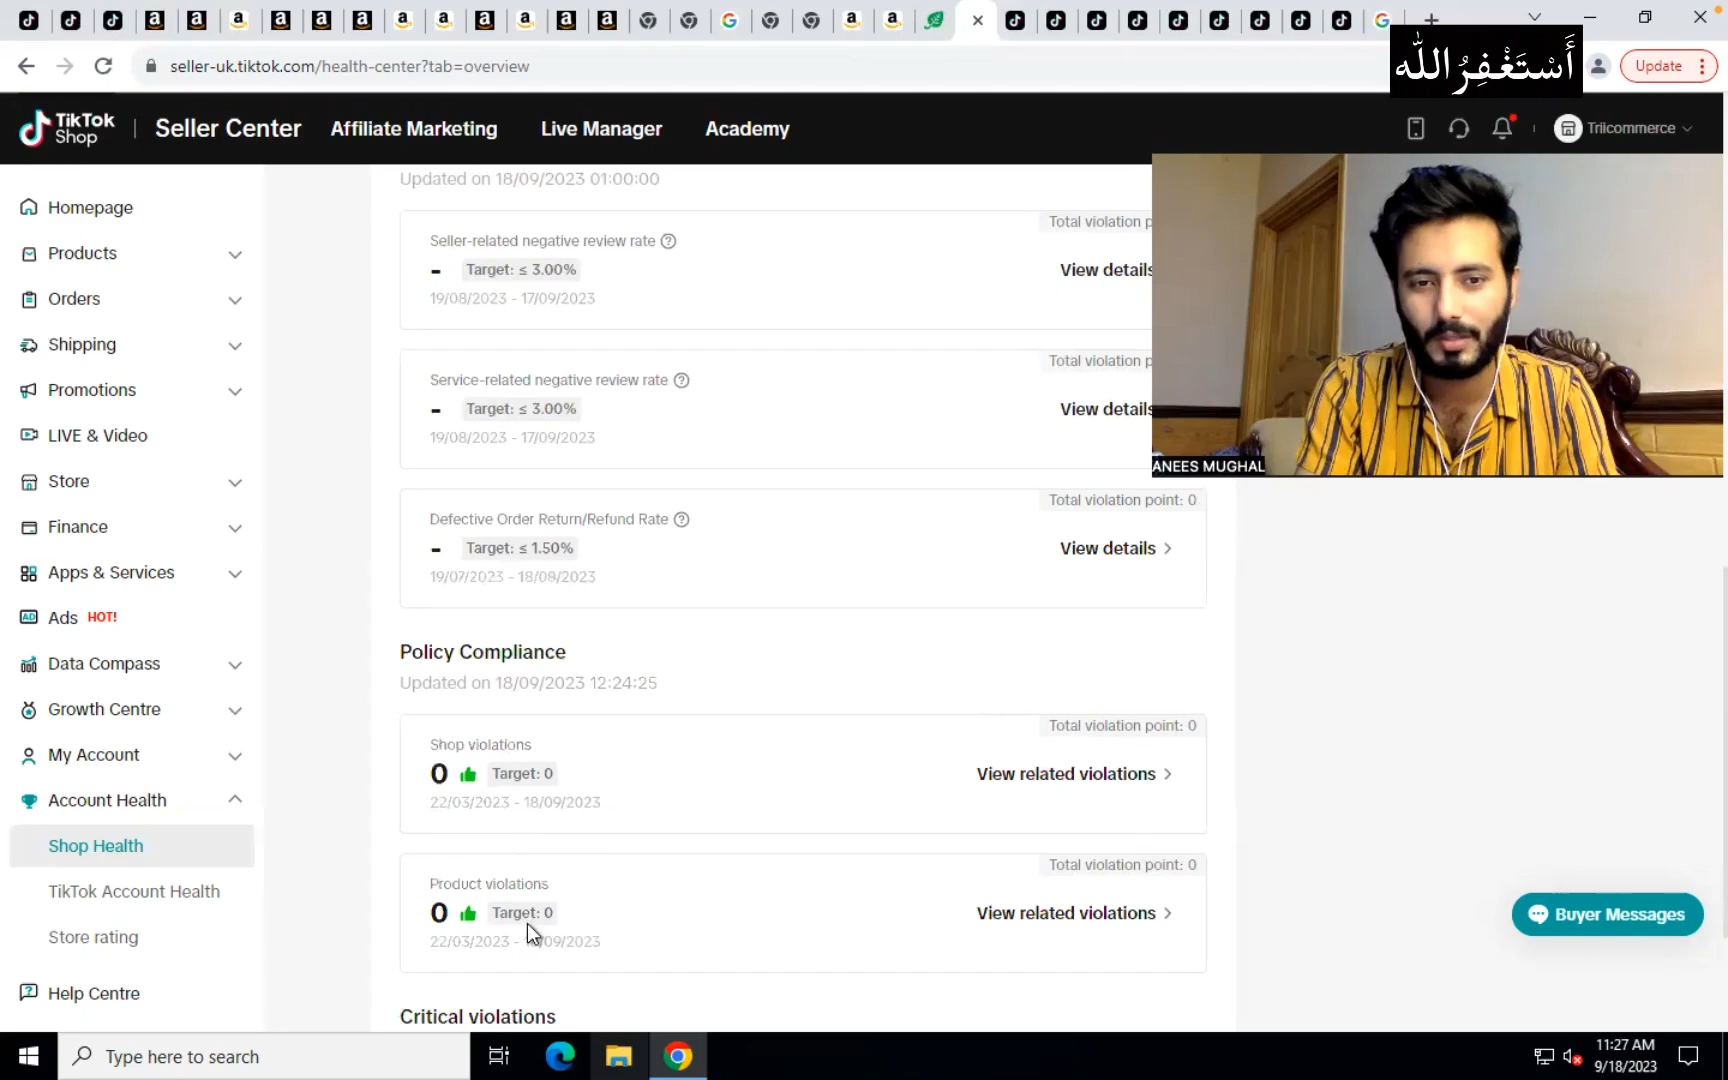 seller-uk.tiktok.com/health-center?tab=overview
أَسْتَغْفِرُ اللّٰه
Update
TikTok Shop
Seller Center
Affiliate Marketing
Live Manager
Academy
Triicommerce
Homepage
Products
Orders
Shipping
Promotions
LIVE & Video
Store
Finance
Apps & Services
Ads HOT!
Data Compass
Growth Centre
My Account
Account Health
Shop Health
TikTok Account Health
Store rating
Help Centre
Updated on 18/09/2023 01:00:00
Total violation p
Seller-related negative review rate
- Target: ≤ 3.00%
View details
19/08/2023 - 17/09/2023
Total violation p
Service-related negative review rate
- Target: ≤ 3.00%
View details
19/08/2023 - 17/09/2023
ANEES MUGHAL
Total violation point: 0
Defective Order Return/Refund Rate
- Target: ≤ 1.50%
View details
19/07/2023 - 18/08/2023
Policy Compliance
Updated on 18/09/2023 12:24:25
Total violation point: 0
Shop violations
0 Target: 0
View related violations
22/03/2023 - 18/09/2023
Total violation point: 0
Product violations
0 Target: 0
View related violations
22/03/2023 - /09/2023
Critical violations
Buyer Messages
Type here to search
11:27 AM
9/18/2023